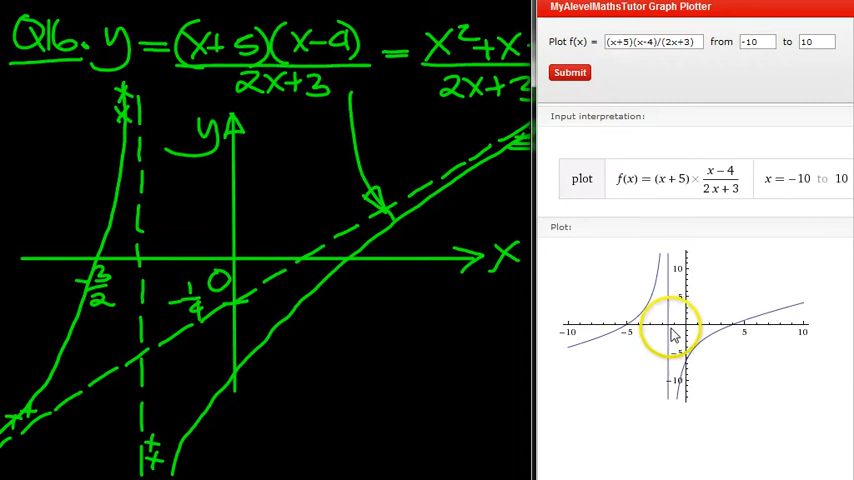 Q16. y = (x+5)(x-4) = x²+x-
2x+3 2x+3
y
x
-3/2
-1/4
0
MyAlevelMathsTutor Graph Plotter
Plot f(x) = (x+5)(x-4)/(2x+3) from -10 to 10
Submit
Input interpretation:
plot f(x) = (x + 5) × (x − 4)/(2 x + 3) x = −10 to 10
Plot:
10
5
-10 -5 5 10
-5
-10